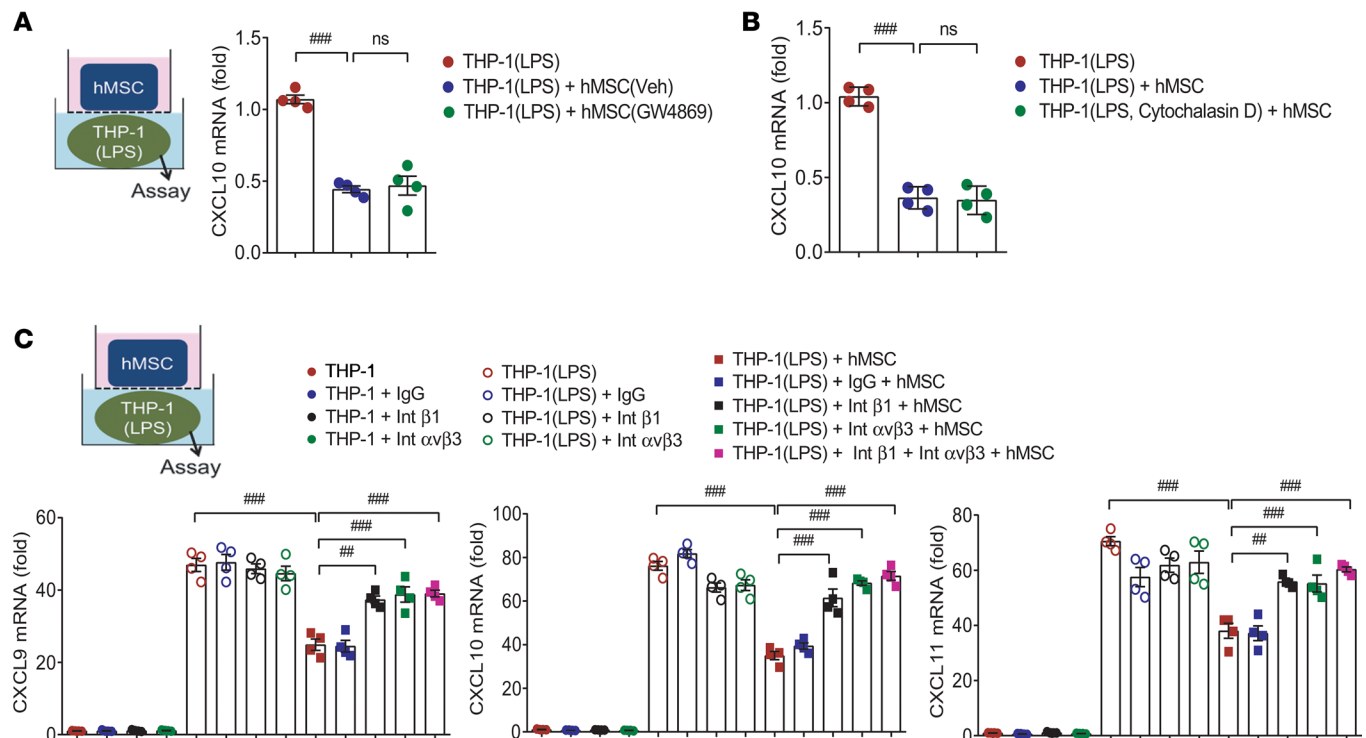 A
hMSC
THP-1
(LPS)
Assay
CXCL10 mRNA (fold)
1.5
1.0
0.5
0.0
###
ns
THP-1(LPS)
THP-1(LPS) + hMSC(Veh)
THP-1(LPS) + hMSC(GW4869)
B
CXCL10 mRNA (fold)
1.5
1.0
0.5
0.0
###
ns
THP-1(LPS)
THP-1(LPS) + hMSC
THP-1(LPS, Cytochalasin D) + hMSC
C
hMSC
THP-1
(LPS)
Assay
THP-1
THP-1 + IgG
THP-1 + Int β1
THP-1 + Int αvβ3
THP-1(LPS)
THP-1(LPS) + IgG
THP-1(LPS) + Int β1
THP-1(LPS) + Int αvβ3
THP-1(LPS) + hMSC
THP-1(LPS) + IgG + hMSC
THP-1(LPS) + Int β1 + hMSC
THP-1(LPS) + Int αvβ3 + hMSC
THP-1(LPS) + Int β1 + Int αvβ3 + hMSC
CXCL9 mRNA (fold)
60
40
20
0
###
###
###
##
CXCL10 mRNA (fold)
100
80
60
40
20
0
###
###
###
###
CXCL11 mRNA (fold)
80
60
40
20
0
###
###
###
##